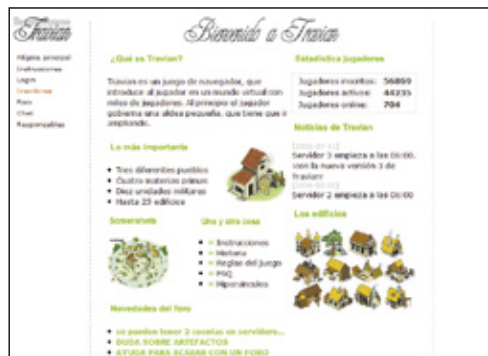 Travian
Bienvenido a Travian
Página principal
Instrucciones
Login
Inscribirse
Foro
Chat
Responsables
¿Qué es Travian?
Travian es un juego de navegador, que
introduce al jugador en un mundo virtual con
miles de jugadores. Al principio el jugador
gobierna una aldea pequeña, que tiene que ir
ampliando.
Lo más importante
Tres diferentes pueblos
Cuatro materias primas
Diez unidades militares
Hasta 25 edificios
Screenshots
Una y otra cosa
» Instrucciones
» Historia
» Reglas del juego
» FAQ
» Hipervínculos
Novedades del foro
se pueden tener 2 cuentas en servidore...
DUDA SOBRE ARTEFACTOS
AYUDA PARA ACABAR CON UN FORO
Estadística jugadores
Jugadores inscritos: 56869
Jugadores activos: 44235
Jugadores online: 704
Noticias de Travian
Servidor 3 empieza a las 06:00,
¡con la nueva versión 3 de
Travian!
Servidor 2 empieza a las 06:00
Los edificios